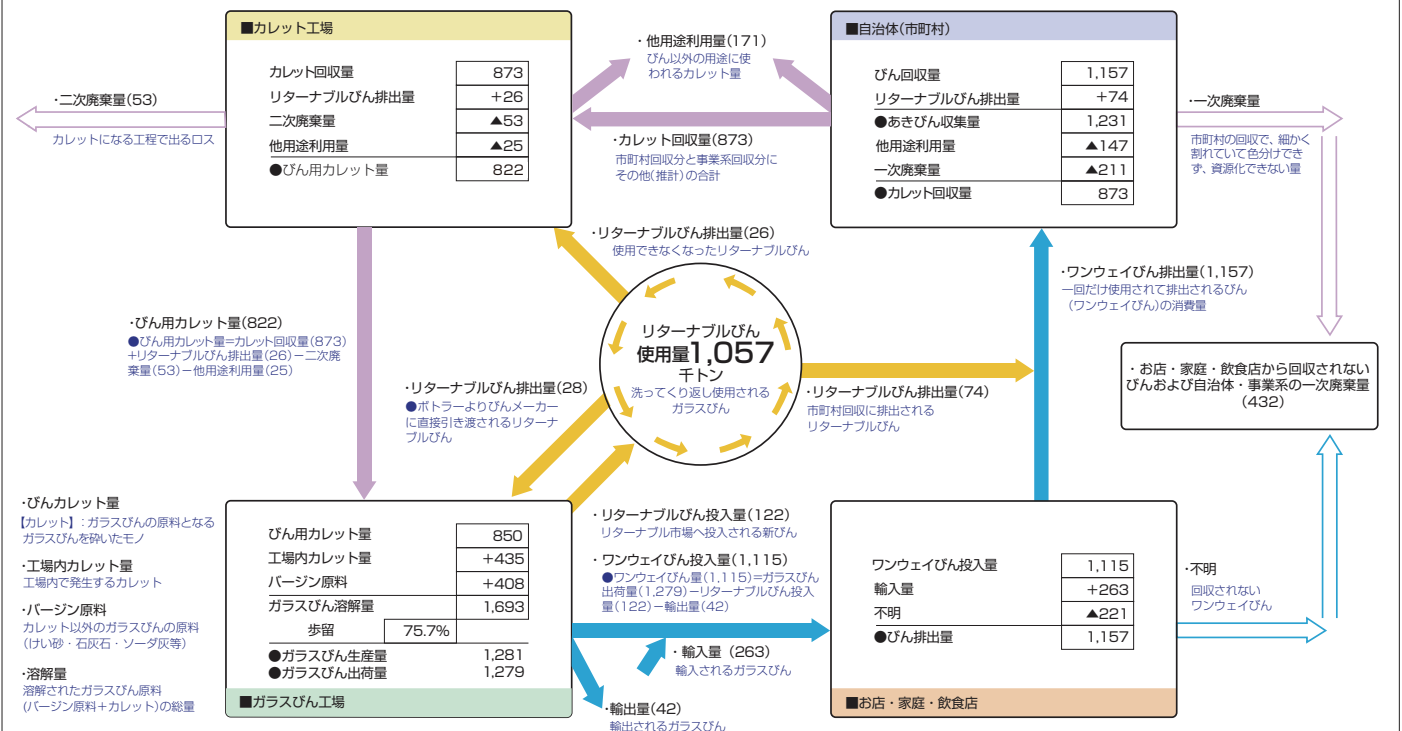 ■カレット工場
カレット回収量 873
リターナブルびん排出量 +26
二次廃棄量 ▲53
他用途利用量 ▲25
●びん用カレット量 822
・他用途利用量(171)
びん以外の用途に使
われるカレット量
■自治体(市町村)
びん回収量 1,157
リターナブルびん排出量 +74
●あきびん収集量 1,231
他用途利用量 ▲147
一次廃棄量 ▲211
●カレット回収量 873
・二次廃棄量(53)
カレットになる工程で出るロス
・カレット回収量(873)
市町村回収分と事業系回収分に
その他(推計)の合計
・一次廃棄量
市町村の回収で、細かく
割れていて色分けでき
ず、資源化できない量
・リターナブルびん排出量(26)
使用できなくなったリターナブルびん
・ワンウェイびん排出量(1,157)
一回だけ使用されて排出されるびん
(ワンウェイびん)の消費量
・びん用カレット量(822)
●びん用カレット量=カレット回収量(873)
+リターナブルびん排出量(26)−二次廃
棄量(53)−他用途利用量(25)
リターナブルびん
使用量1,057
千トン
洗ってくり返し使用される
ガラスびん
・リターナブルびん排出量(28)
●ボトラーよりびんメーカー
に直接引き渡されるリターナ
ブルびん
・リターナブルびん排出量(74)
市町村回収に排出される
リターナブルびん
・お店・家庭・飲食店から回収されない
びんおよび自治体・事業系の一次廃棄量
(432)
・びんカレット量
【カレット】:ガラスびんの原料となる
ガラスびんを砕いたモノ
・工場内カレット量
工場内で発生するカレット
・バージン原料
カレット以外のガラスびんの原料
(けい砂・石灰石・ソーダ灰等)
・溶解量
溶解されたガラスびん原料
(バージン原料+カレット)の総量
びん用カレット量 850
工場内カレット量 +435
バージン原料 +408
ガラスびん溶解量 1,693
歩留 75.7%
●ガラスびん生産量 1,281
●ガラスびん出荷量 1,279
■ガラスびん工場
・リターナブルびん投入量(122)
リターナブル市場へ投入される新びん
・ワンウェイびん投入量(1,115)
●ワンウェイびん量(1,115)=ガラスびん
出荷量(1,279)−リターナブルびん投入
量(122)−輸出量(42)
・輸入量(263)
輸入されるガラスびん
・輸出量(42)
輸出されるガラスびん
ワンウェイびん投入量 1,115
輸入量 +263
不明 ▲221
●びん排出量 1,157
■お店・家庭・飲食店
・不明
回収されない
ワンウェイびん